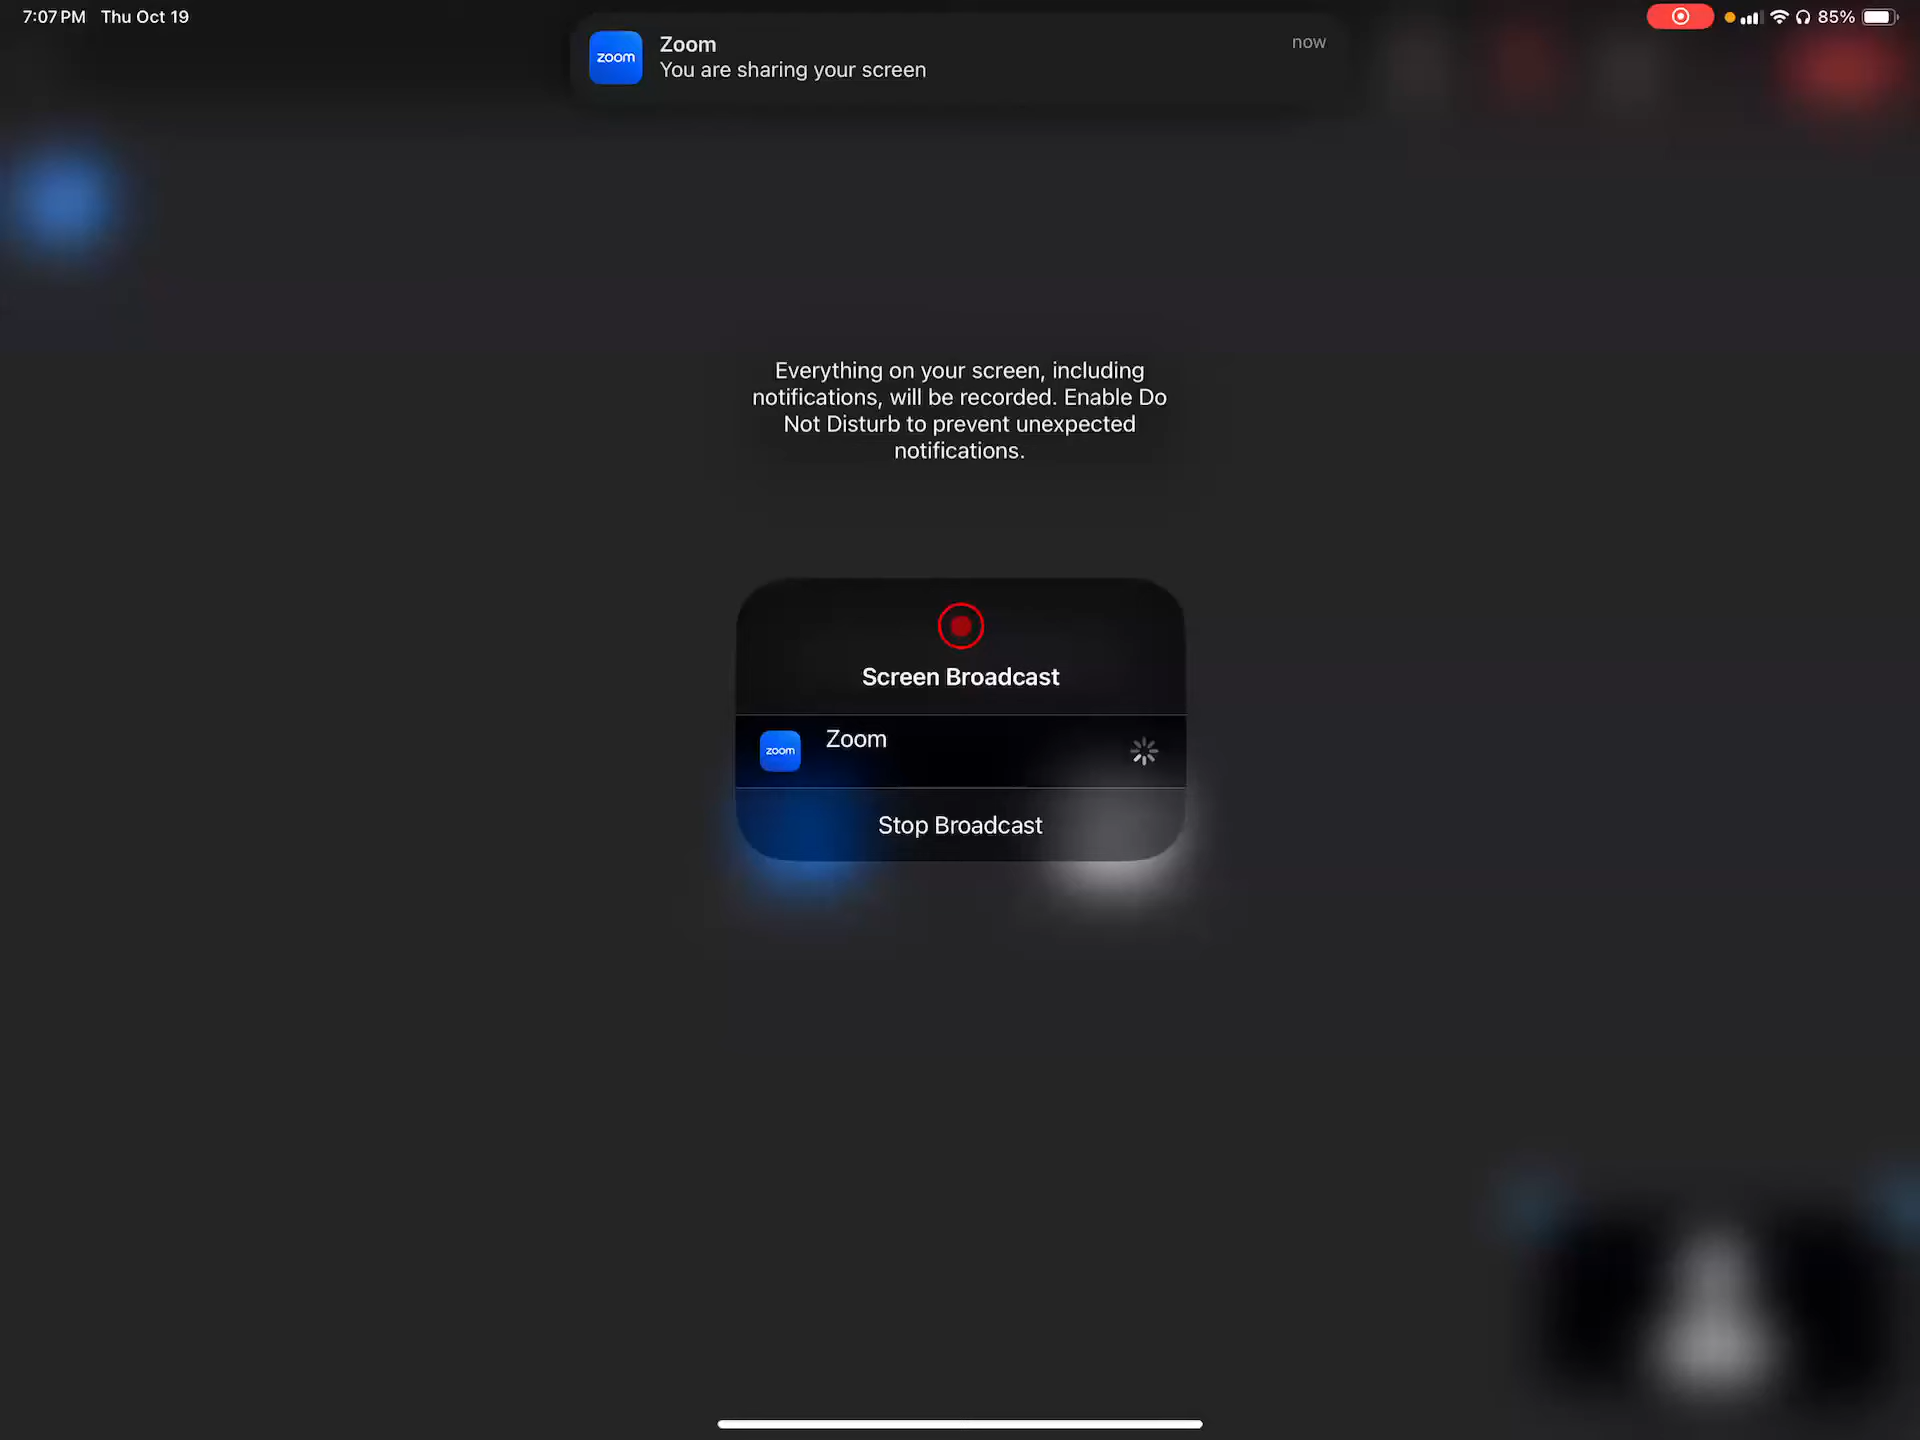 7:07 PM Thu Oct 19
85%
zoom
Zoom
now
You are sharing your screen
Everything on your screen, including
notifications, will be recorded. Enable Do
Not Disturb to prevent unexpected
notifications.
Screen Broadcast
zoom
Zoom
Stop Broadcast